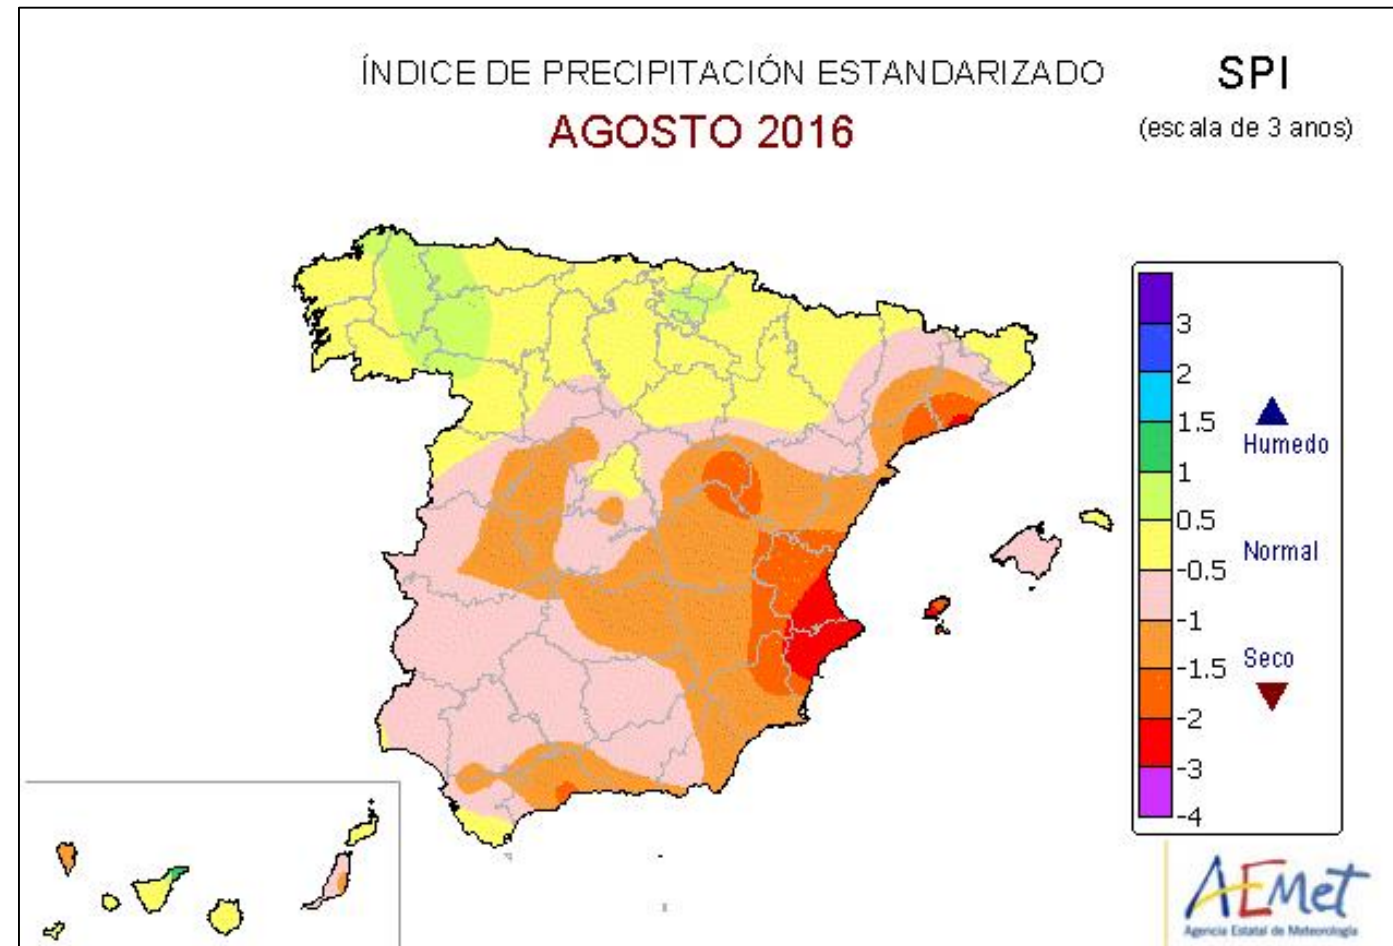 ÍNDICE DE PRECIPITACIÓN ESTANDARIZADO
SPI
AGOSTO 2016
(escala de 3 anos)
3
2
1.5
Humedo
1
0.5
Normal
-0.5
-1
Seco
-1.5
-2
-3
-4
AEMet
Agencia Estatal de Meteorología